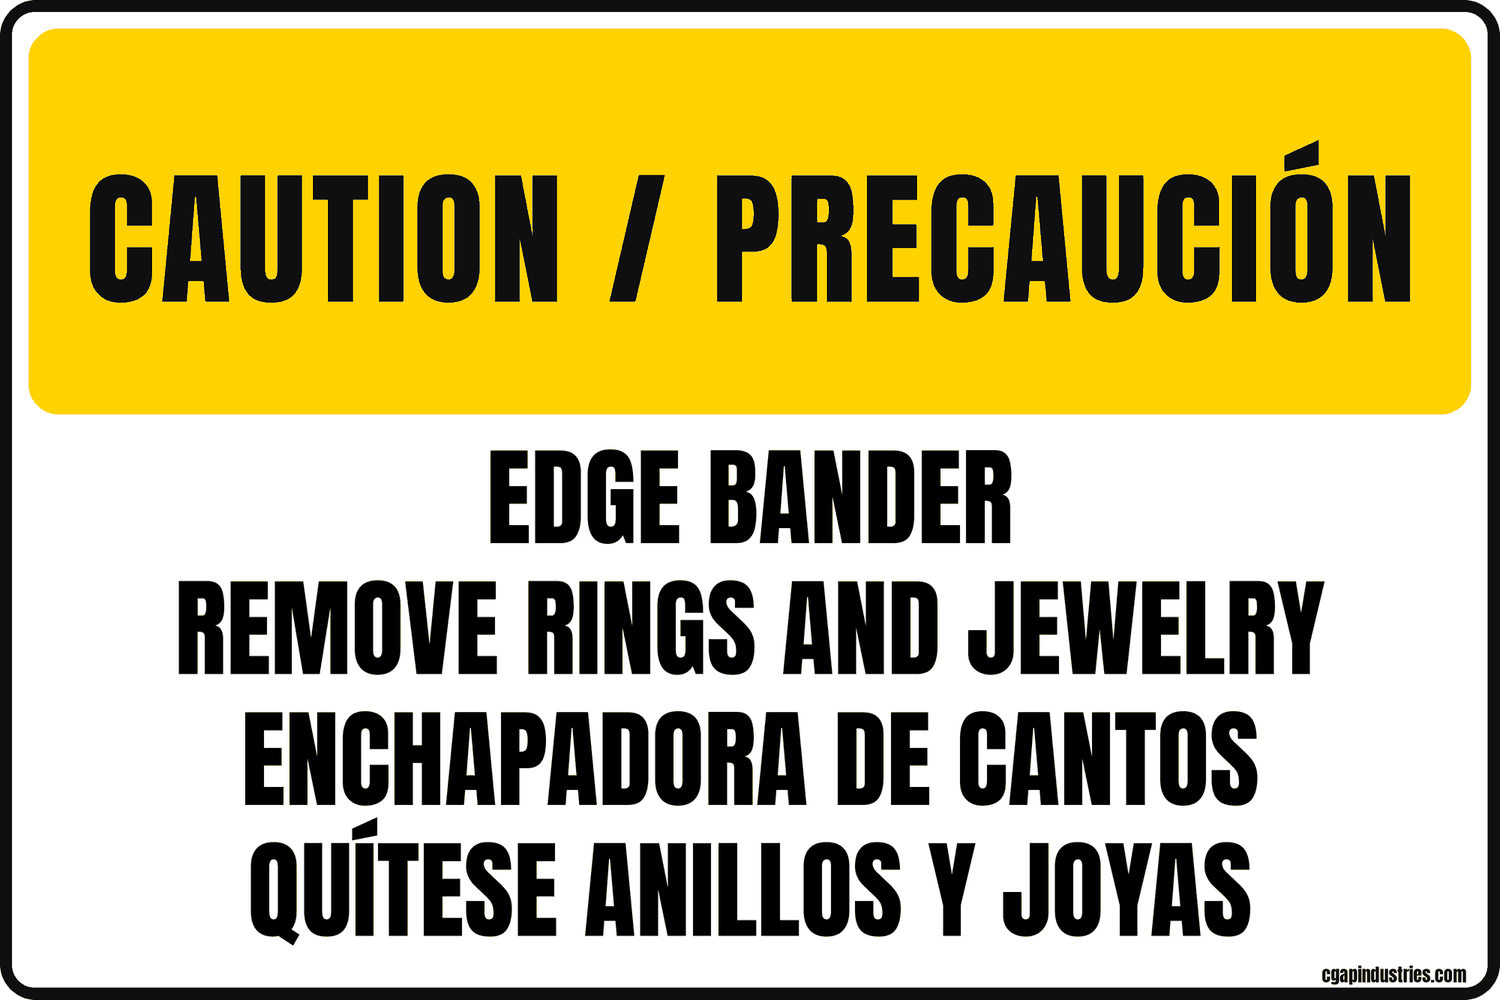 CAUTION / PRECAUCIÓN
EDGE BANDER
REMOVE RINGS AND JEWELRY
ENCHAPADORA DE CANTOS
QUÍTESE ANILLOS Y JOYAS
cgapindustries.com